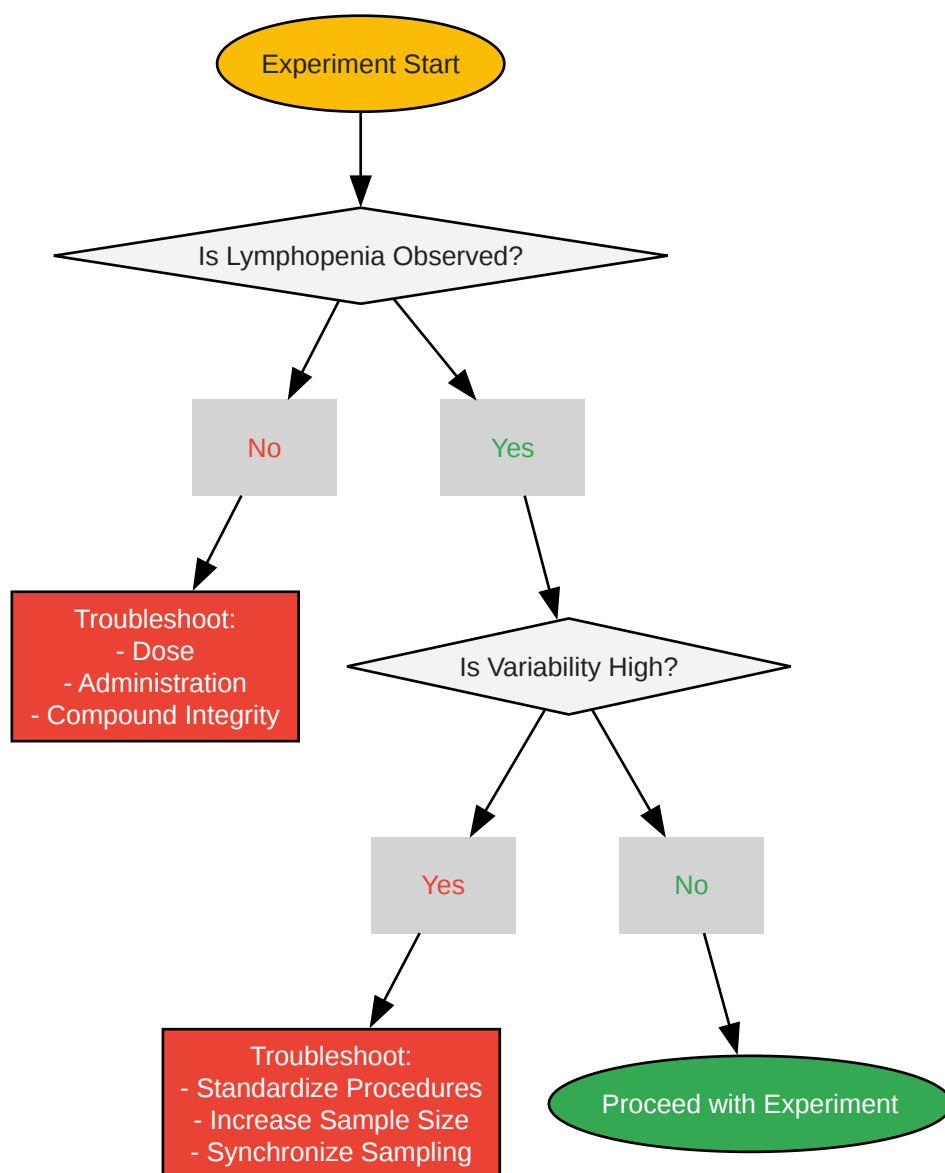 Experiment Start
Is Lymphopenia Observed?
No
Yes
Troubleshoot:
- Dose
- Administration
- Compound Integrity
Is Variability High?
Yes
No
Troubleshoot:
- Standardize Procedures
- Increase Sample Size
- Synchronize Sampling
Proceed with Experiment